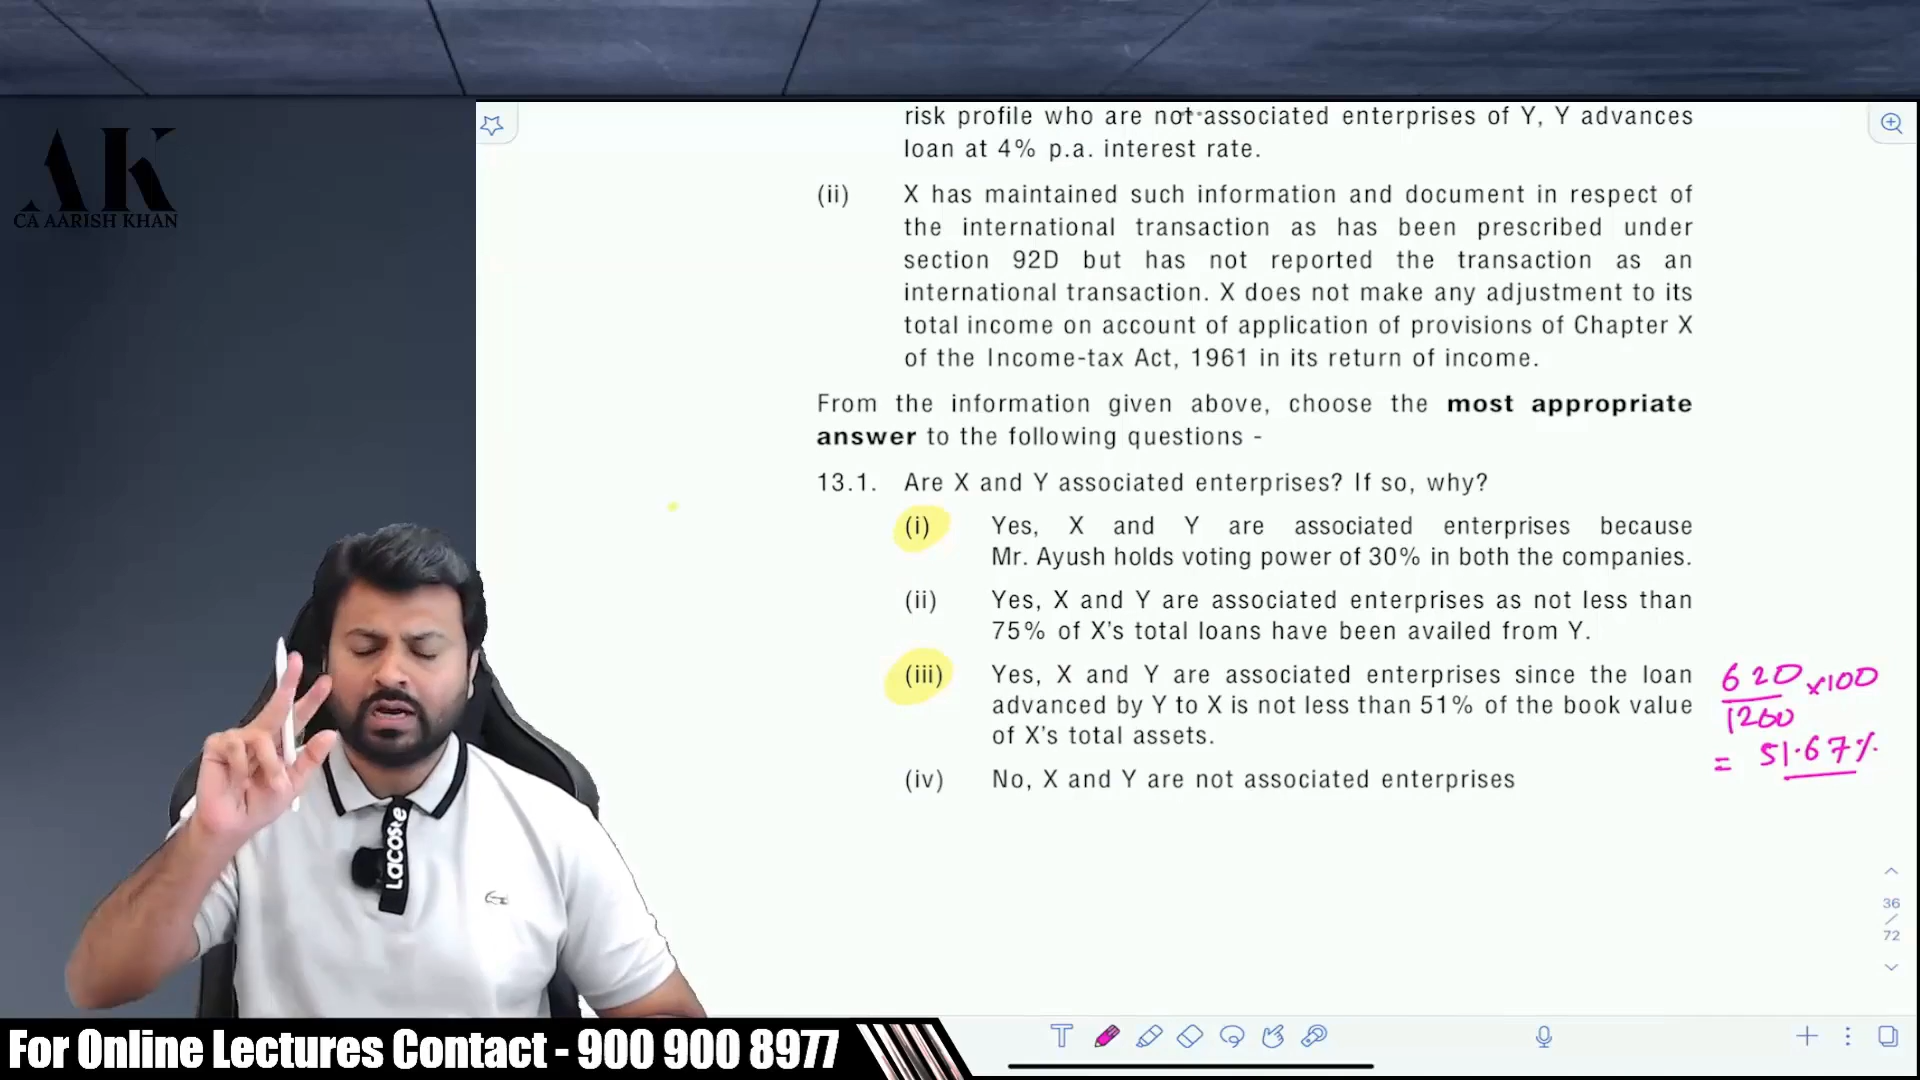 AK
CA AARISH KHAN
risk profile who are not associated enterprises of Y, Y advances
loan at 4% p.a. interest rate.
(ii) X has maintained such information and document in respect of
the international transaction as has been prescribed under
section 92D but has not reported the transaction as an
international transaction. X does not make any adjustment to its
total income on account of application of provisions of Chapter X
of the Income-tax Act, 1961 in its return of income.
From the information given above, choose the most appropriate
answer to the following questions -
13.1. Are X and Y associated enterprises? If so, why?
(i) Yes, X and Y are associated enterprises because
Mr. Ayush holds voting power of 30% in both the companies.
(ii) Yes, X and Y are associated enterprises as not less than
75% of X's total loans have been availed from Y.
(iii) Yes, X and Y are associated enterprises since the loan
advanced by Y to X is not less than 51% of the book value
of X's total assets.
(iv) No, X and Y are not associated enterprises
620 ×100
1200
= 51.67%
LACOSTE
36
/
72
For Online Lectures Contact - 900 900 8977